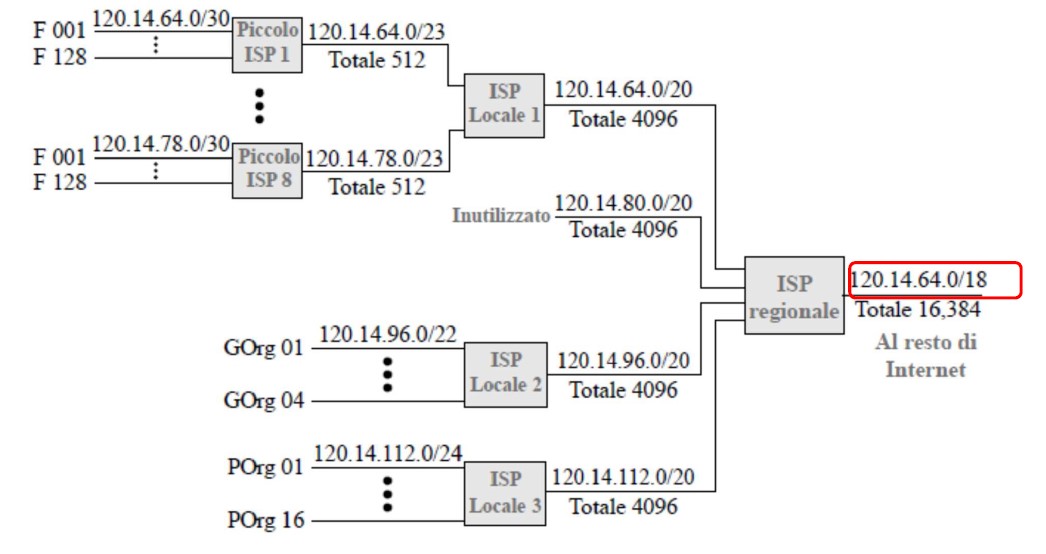 F 001
120.14.64.0/30
F 128
Piccolo
ISP 1
120.14.64.0/23
Totale 512
F 001
120.14.78.0/30
F 128
Piccolo
ISP 8
120.14.78.0/23
Totale 512
ISP
Locale 1
120.14.64.0/20
Totale 4096
Inutilizzato
120.14.80.0/20
Totale 4096
GOrg 01
120.14.96.0/22
GOrg 04
ISP
Locale 2
120.14.96.0/20
Totale 4096
POrg 01
120.14.112.0/24
POrg 16
ISP
Locale 3
120.14.112.0/20
Totale 4096
ISP
regionale
120.14.64.0/18
Totale 16,384
Al resto di
Internet